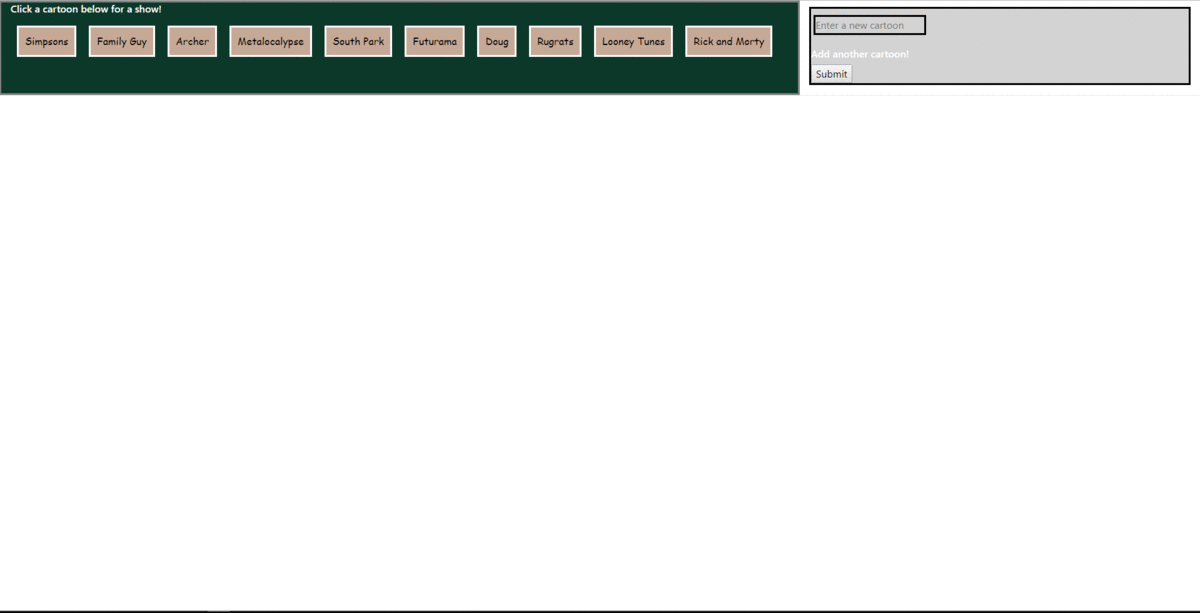 Click a cartoon below for a show!
Simpsons Family Guy Archer Metalocalypse South Park Futurama Doug Rugrats Looney Tunes Rick and Morty
Enter a new cartoon
Add another cartoon!
Submit